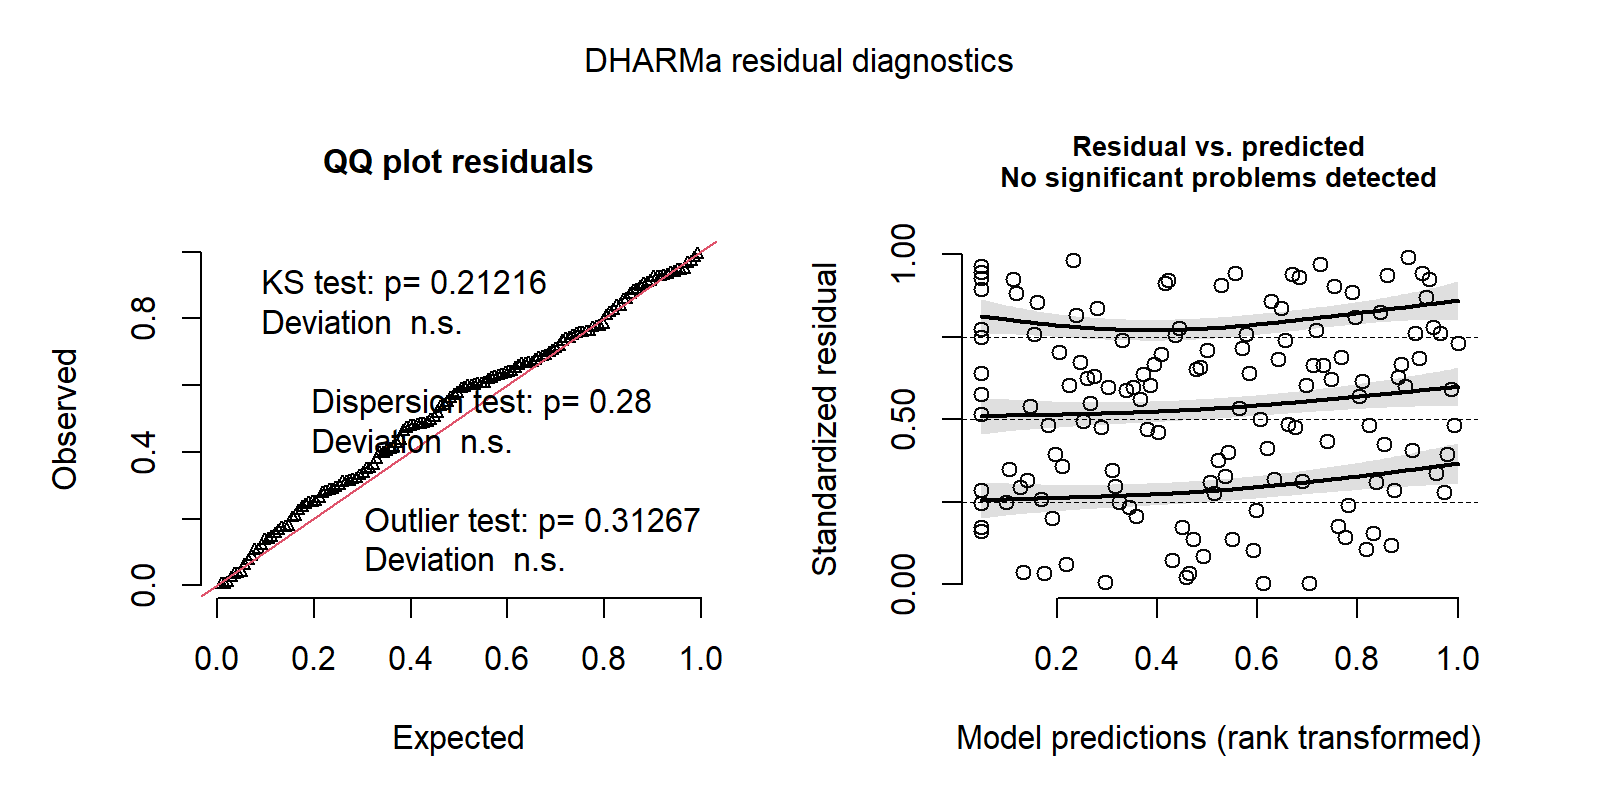 DHARMa residual diagnostics
QQ plot residuals
KS test: p= 0.21216
Deviation  n.s.
Dispersion test: p= 0.28
Deviation  n.s.
Outlier test: p= 0.31267
Deviation  n.s.
Observed
0.0
0.4
0.8
0.0 0.2 0.4 0.6 0.8 1.0
Expected
Residual vs. predicted
No significant problems detected
Standardized residual
0.00
0.50
1.00
0.2 0.4 0.6 0.8 1.0
Model predictions (rank transformed)